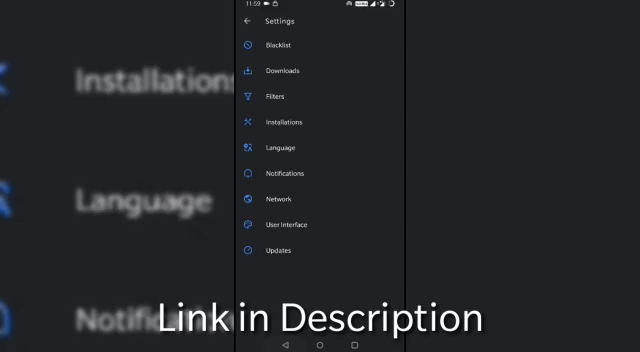 11:59
Settings
Blacklist
Downloads
Filters
Installations
Language
Notifications
Network
User Interface
Updates
Installations
Language
Link in Description